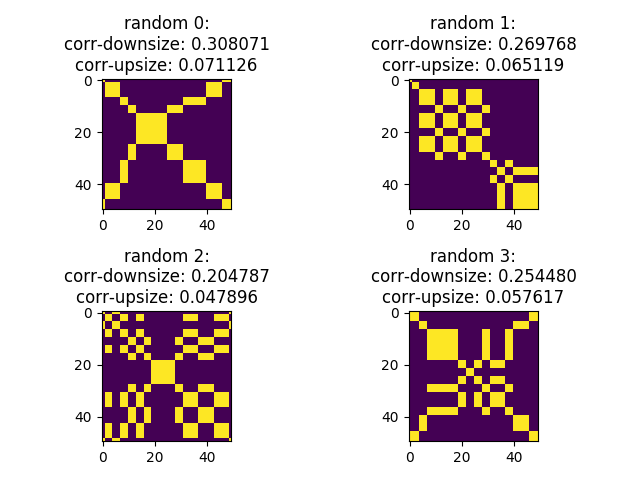 random 0:
corr-downsize: 0.308071
corr-upsize: 0.071126
0
20
40
0 20 40
random 1:
corr-downsize: 0.269768
corr-upsize: 0.065119
0
20
40
0 20 40
random 2:
corr-downsize: 0.204787
corr-upsize: 0.047896
0
20
40
0 20 40
random 3:
corr-downsize: 0.254480
corr-upsize: 0.057617
0
20
40
0 20 40